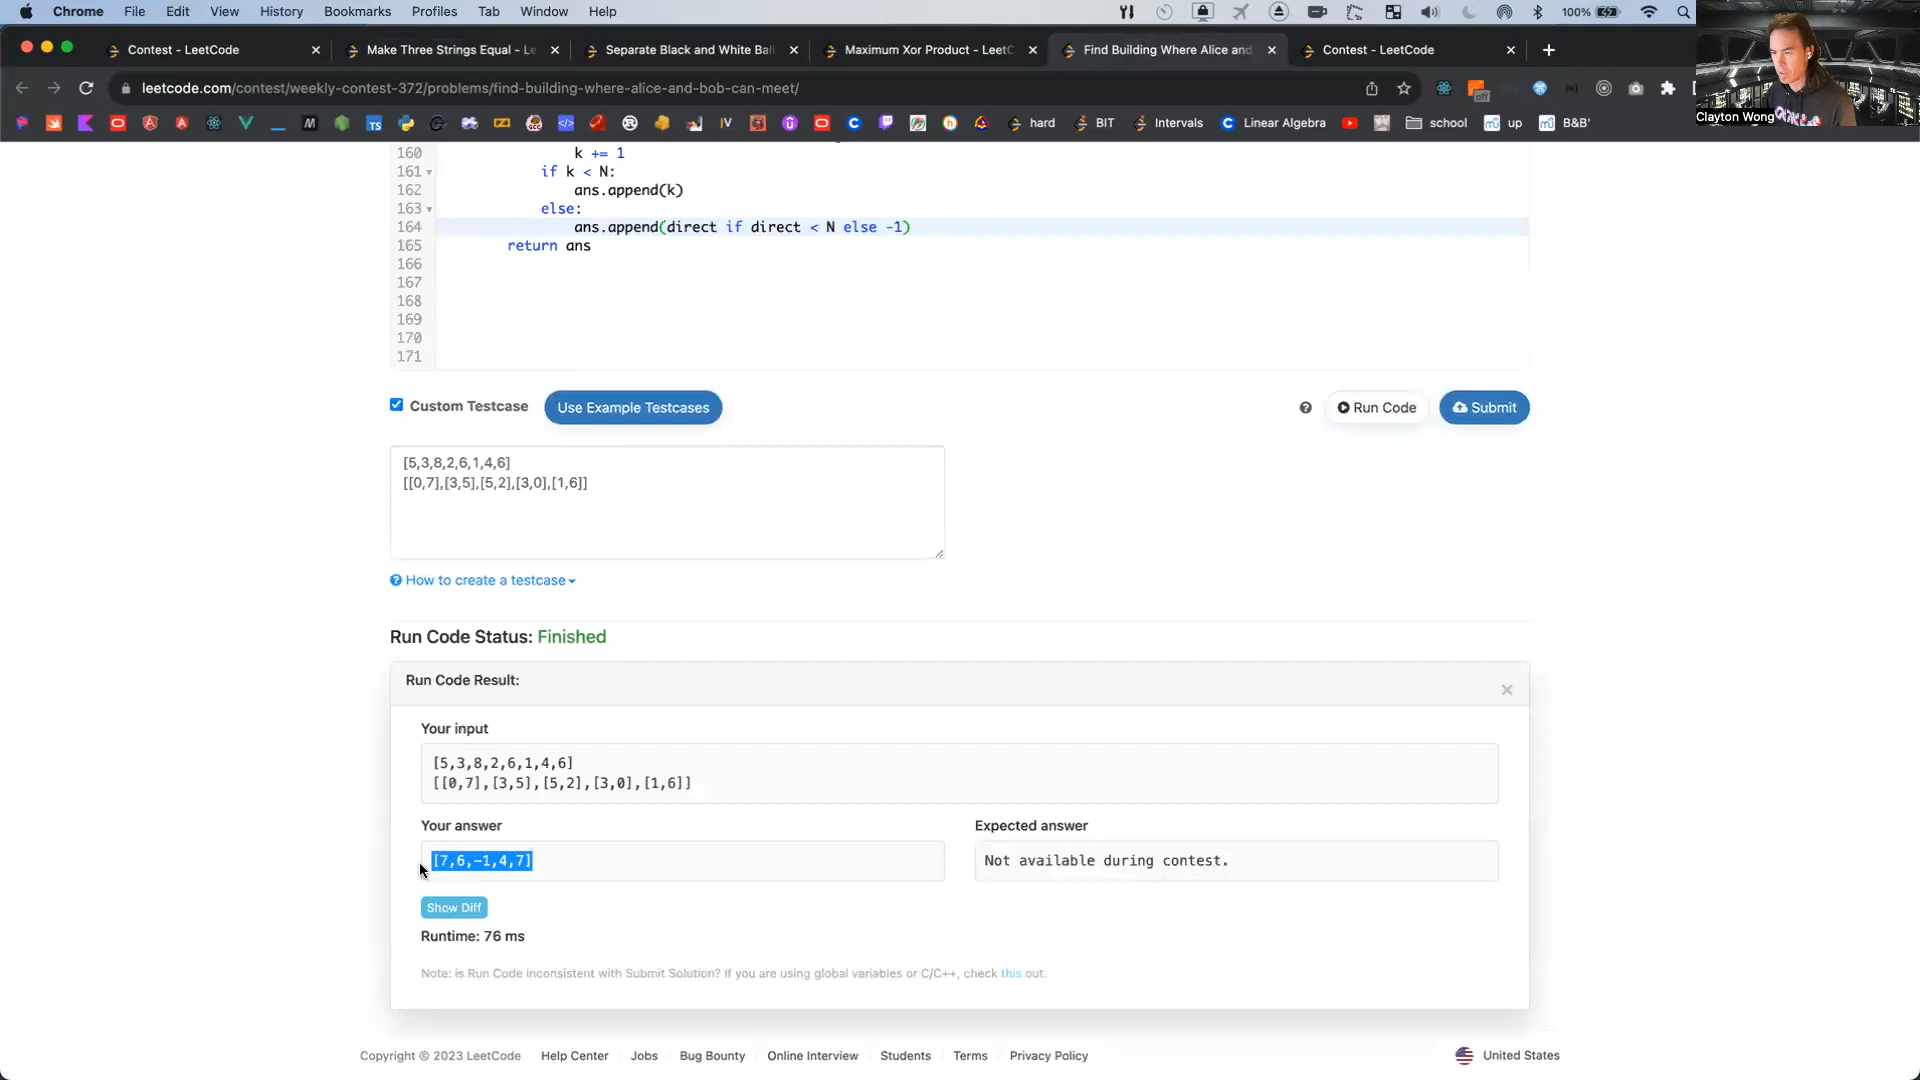 Chrome File Edit View History Bookmarks Profiles Tab Window Help 100%
Contest - LeetCode Make Three Strings Equal - Le Separate Black and White Ball Maximum Xor Product - LeetC Find Building Where Alice and Contest - LeetCode
leetcode.com/contest/weekly-contest-372/problems/find-building-where-alice-and-bob-can-meet/
off
Clayton Wong
TS IV hard BIT Intervals Linear Algebra school up B&B'
160 k += 1
161 if k < N:
162 ans.append(k)
163 else:
164 ans.append(direct if direct < N else -1)
165 return ans
166
167
168
169
170
171
Custom Testcase Use Example Testcases Run Code Submit
[5,3,8,2,6,1,4,6]
[[0,7],[3,5],[5,2],[3,0],[1,6]]
How to create a testcase
Run Code Status: Finished
Run Code Result:
Your input
[5,3,8,2,6,1,4,6]
[[0,7],[3,5],[5,2],[3,0],[1,6]]
Your answer Expected answer
[7,6,-1,4,7] Not available during contest.
Show Diff
Runtime: 76 ms
Note: is Run Code inconsistent with Submit Solution? If you are using global variables or C/C++, check this out.
Copyright © 2023 LeetCode Help Center Jobs Bug Bounty Online Interview Students Terms Privacy Policy United States